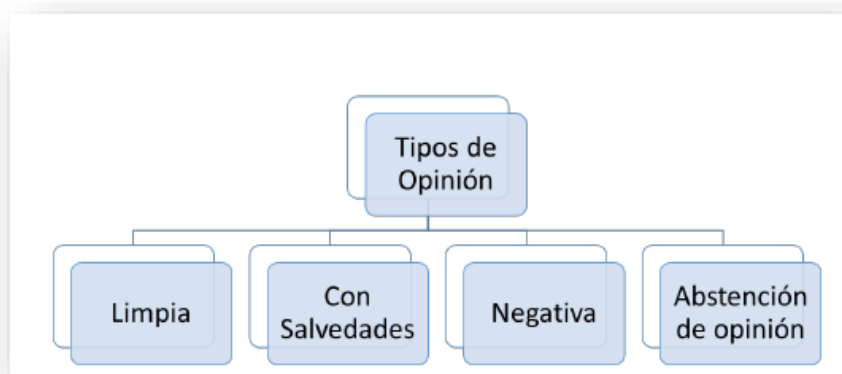 Tipos de
Opinión
Limpia
Con
Salvedades
Negativa
Abstención
de opinión